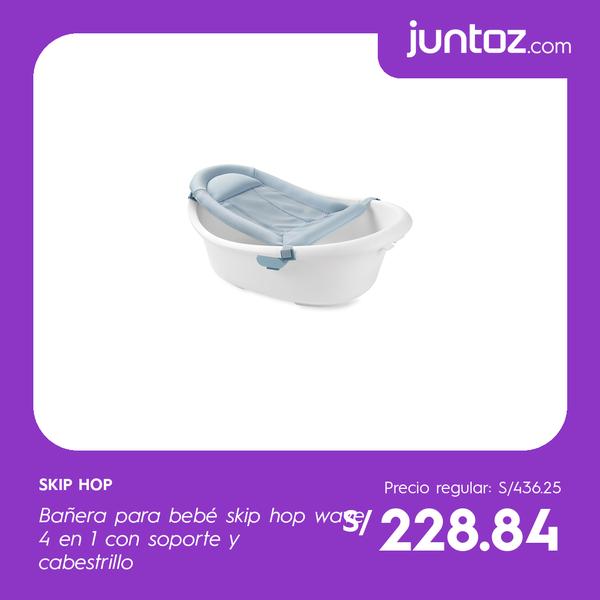 juntoz.com
SKIP HOP
Bañera para bebé skip hop wave
4 en 1 con soporte y
cabestrillo
Precio regular: S/436.25
S/ 228.84